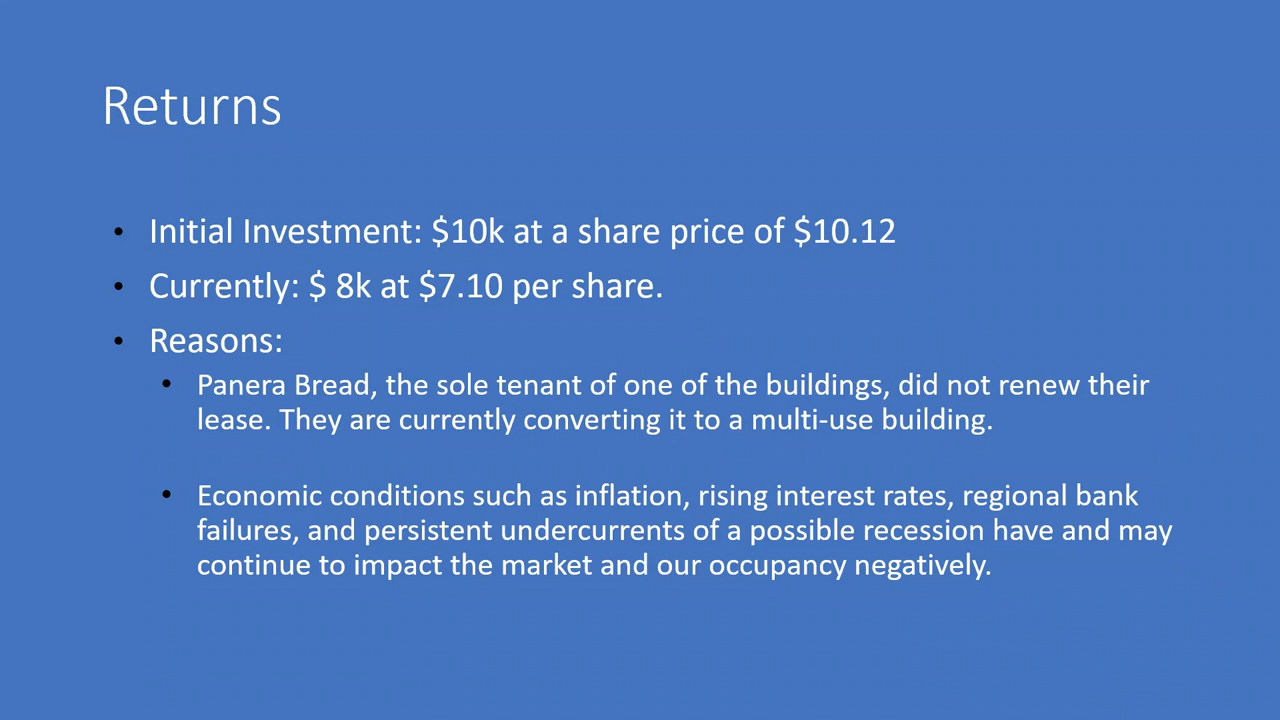 Returns
• Initial Investment: $10k at a share price of $10.12
• Currently: $ 8k at $7.10 per share.
• Reasons:
• Panera Bread, the sole tenant of one of the buildings, did not renew their
lease. They are currently converting it to a multi-use building.
• Economic conditions such as inflation, rising interest rates, regional bank
failures, and persistent undercurrents of a possible recession have and may
continue to impact the market and our occupancy negatively.